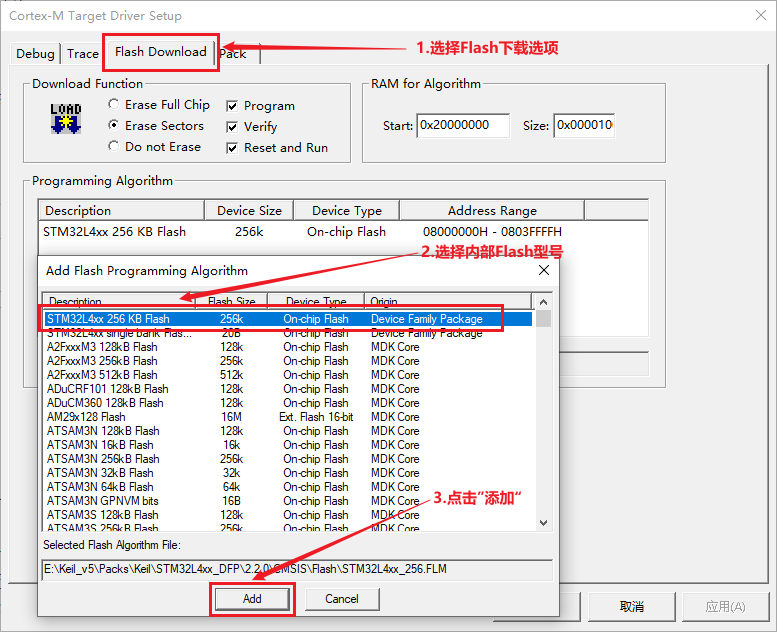 Cortex-M Target Driver Setup
Debug Trace Flash Download Pack
1.选择Flash下载选项
Download Function
LOAD
Erase Full Chip
Erase Sectors
Do not Erase
Program
Verify
Reset and Run
RAM for Algorithm
Start: 0x20000000 Size: 0x0000100
Programming Algorithm
Description Device Size Device Type Address Range
STM32L4xx 256 KB Flash 256k On-chip Flash 08000000H - 0803FFFFH
2.选择内部Flash型号
Add Flash Programming Algorithm
Description Flash Size Device Type Origin
STM32L4xx 256 KB Flash 256k On-chip Flash Device Family Package
STM32L4xx single bank Flas... 20B On-chip Flash Device Family Package
A2FxxxM3 128kB Flash 128k On-chip Flash MDK Core
A2FxxxM3 256kB Flash 256k On-chip Flash MDK Core
A2FxxxM3 512kB Flash 512k On-chip Flash MDK Core
ADuCRF101 128kB Flash 128k On-chip Flash MDK Core
ADuCM360 128kB Flash 128k On-chip Flash MDK Core
AM29x128 Flash 16M Ext. Flash 16-bit MDK Core
ATSAM3N 128kB Flash 128k On-chip Flash MDK Core
ATSAM3N 16kB Flash 16k On-chip Flash MDK Core
ATSAM3N 256kB Flash 256k On-chip Flash MDK Core
ATSAM3N 32kB Flash 32k On-chip Flash MDK Core
ATSAM3N 64kB Flash 64k On-chip Flash MDK Core
ATSAM3N GPNVM bits 16B On-chip Flash MDK Core
ATSAM3S 128kB Flash 128k On-chip Flash MDK Core
ATSAM3S 256kB Flash 256k On-chip Flash MDK Core
3.点击“添加“
Selected Flash Algorithm File:
E:\Keil_v5\Packs\Keil\STM32L4xx_DFP\2.2.0\CMSIS\Flash\STM32L4xx_256.FLM
Add Cancel
取消 应用(A)